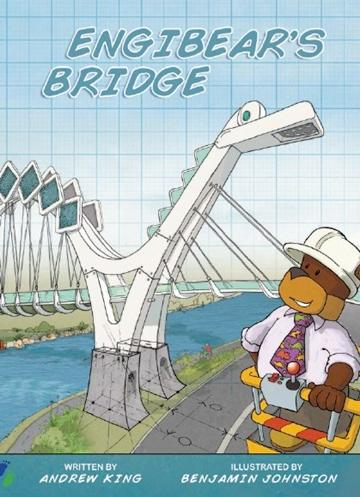 ENGIBEAR'S
BRIDGE
WRITTEN BY
ANDREW KING
ILLUSTRATED BY
BENJAMIN JOHNSTON